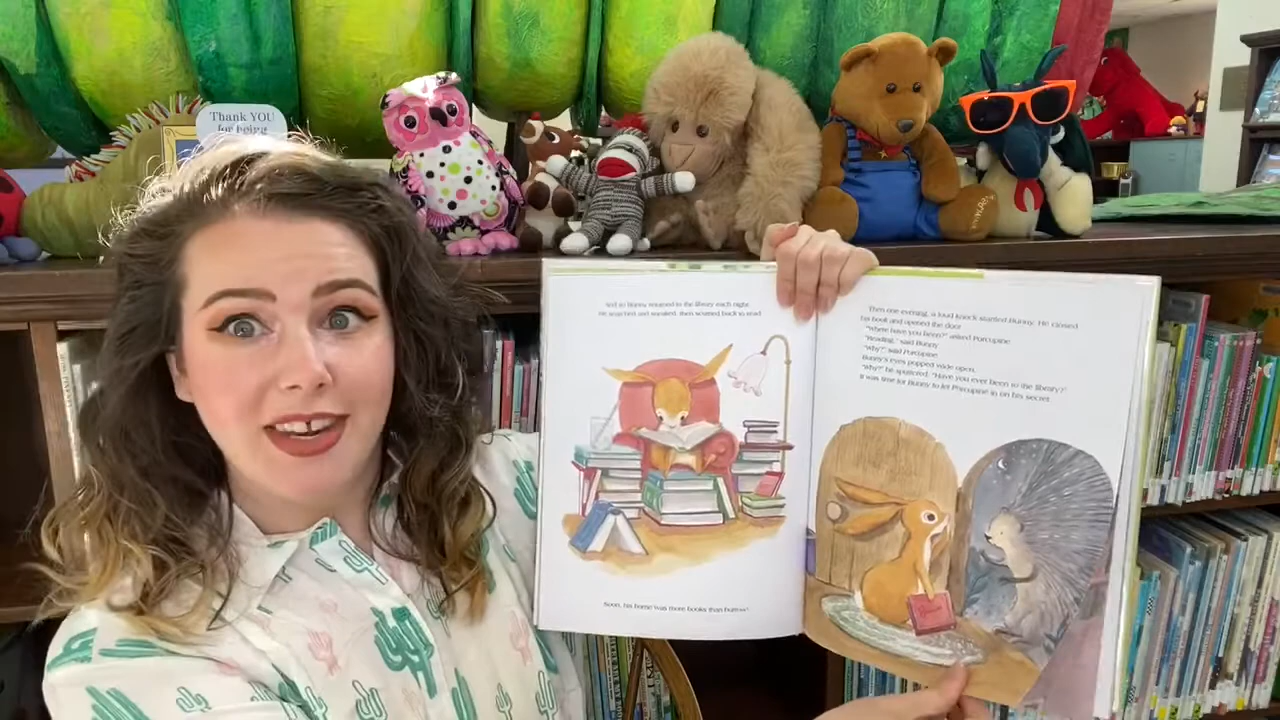 Thank YOU
for being
And so Bunny returned to the library each night.
He searched and sneaked, then scurried back to read.
Soon, his home was more books than burrow!
Then one evening, a loud knock startled Bunny. He closed
his book and opened the door.
"Where have you been?" asked Porcupine.
"Reading," said Bunny.
"Why?" said Porcupine.
Bunny's eyes popped wide open.
"Why?" he sputtered. "Have you ever been to the library?"
It was time for Bunny to let Porcupine in on his secret.